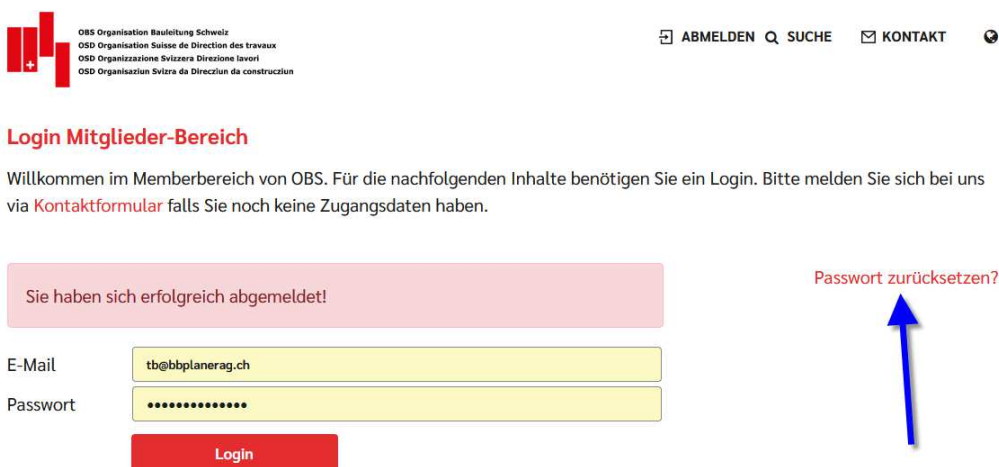 OBS Organisation Bauleitung Schweiz
OSD Organisation Suisse de Direction des travaux
OSD Organizzazione Svizzera Direzione lavori
OSD Organisaziun Svizra da Direcziun da construcziun
ABMELDEN SUCHE KONTAKT
Login Mitglieder-Bereich
Willkommen im Memberbereich von OBS. Für die nachfolgenden Inhalte benötigen Sie ein Login. Bitte melden Sie sich bei uns
via Kontaktformular falls Sie noch keine Zugangsdaten haben.
Passwort zurücksetzen?
Sie haben sich erfolgreich abgemeldet!
E-Mail tb@bbplanerag.ch
Passwort ••••••••••••••
Login